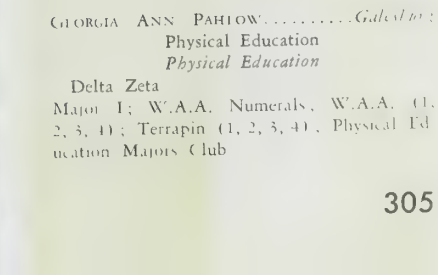 GEORGIA ANN PAHLOW..........
Physical Education
Physical Education
Delta Zeta
Major I; W.A.A. Numerals, W.A.A. (1,
2, 3, 4); Terrapin (1, 2, 3, 4), Physical Ed
ucation Majors Club
305